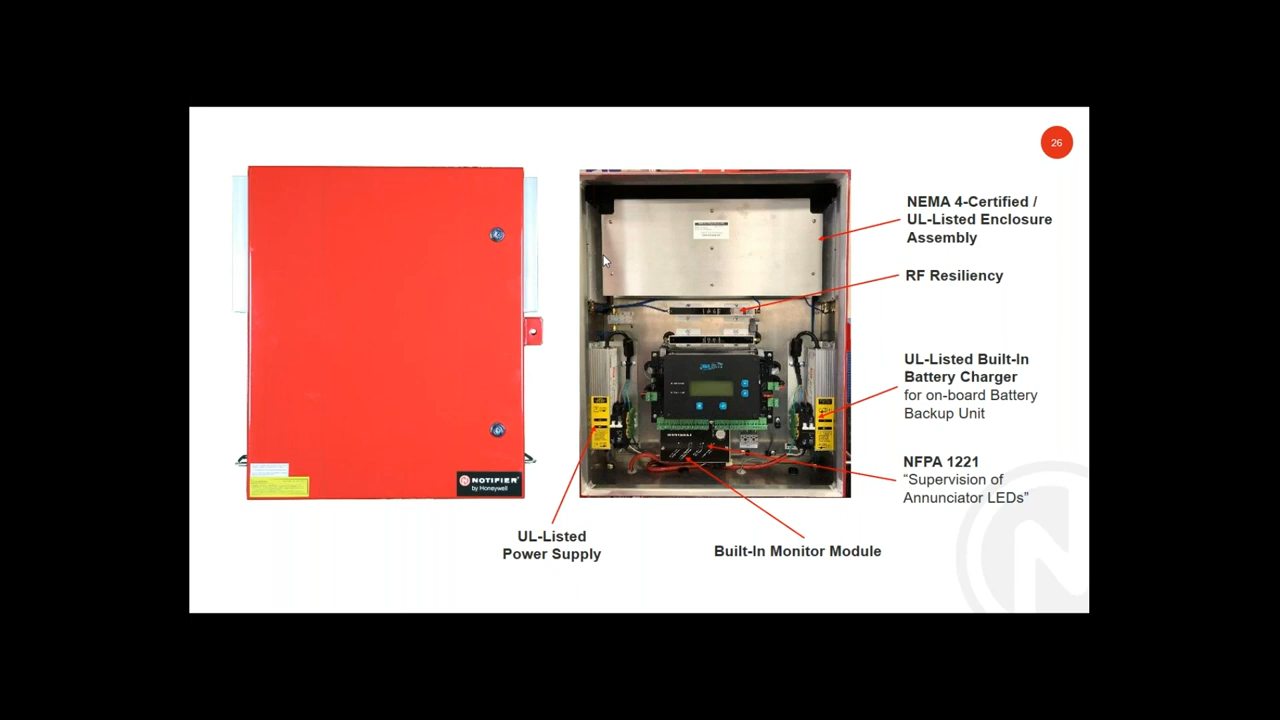 26
NEMA 4-Certified /
UL-Listed Enclosure
Assembly
RF Resiliency
UL-Listed Built-In
Battery Charger
for on-board Battery
Backup Unit
NFPA 1221
“Supervision of
Annunciator LEDs”
NOTIFIER
by Honeywell
UL-Listed
Power Supply
Built-In Monitor Module